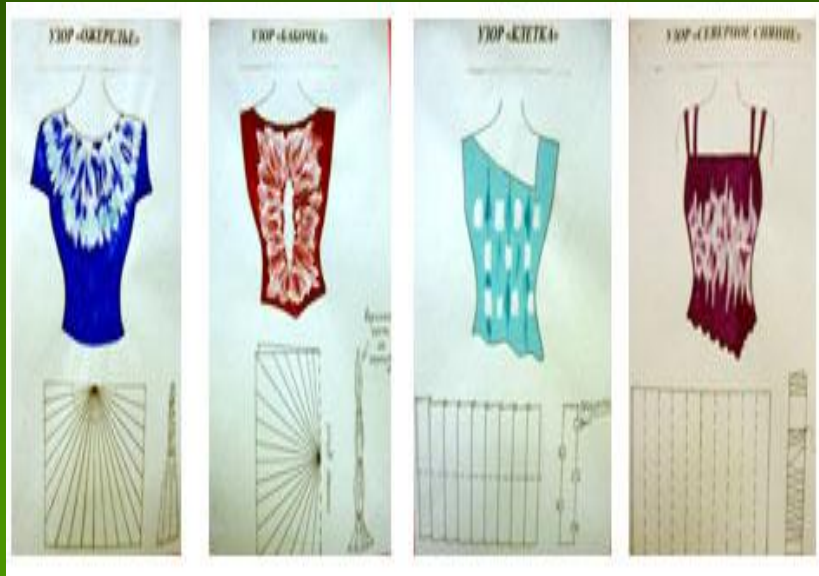 УЗОР «ОЖЕРЕЛЬЕ»
УЗОР «БАБОЧКА»
УЗОР «КЛЕТКА»
УЗОР «СЕВЕРНОЕ СИЯНИЕ»